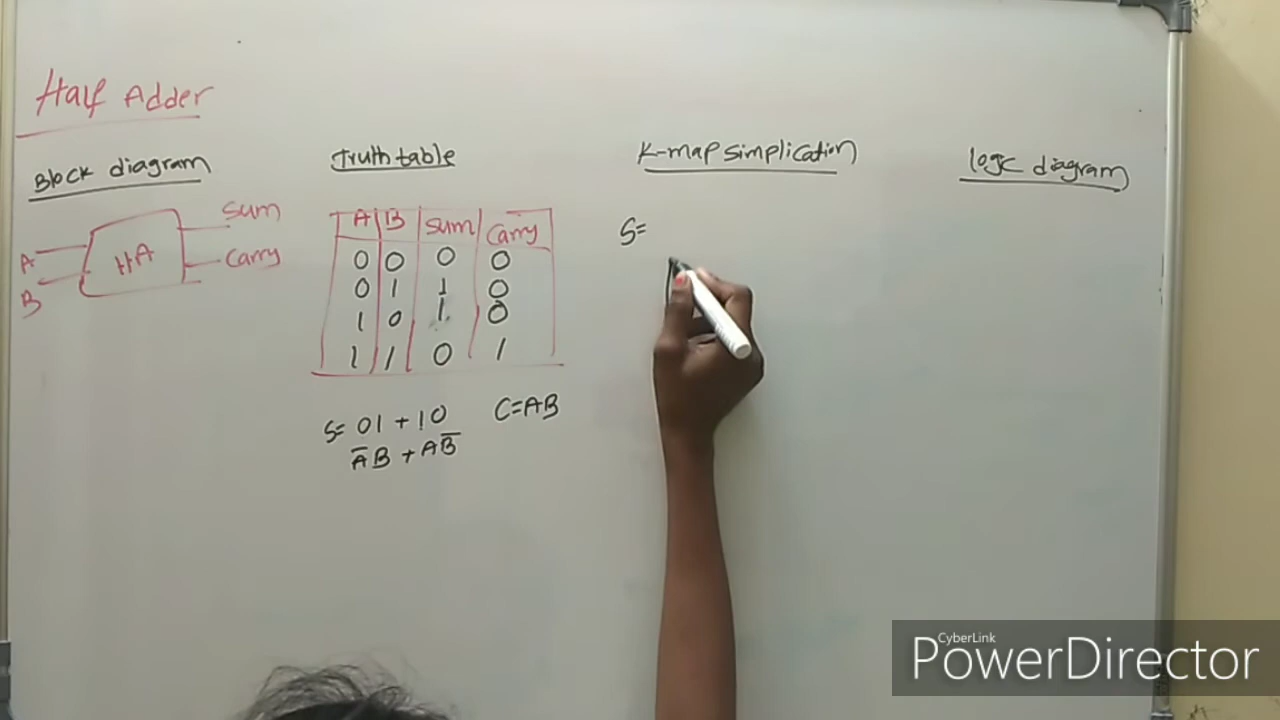 Half Adder
Block diagram
Sum
A
HA
Carry
B
Truth table
A B Sum Carry
0 0 0 0
0 1 1 0
1 0 1 0
1 1 0 1
S= 01 + 10
A̅B + AB̅
C=AB
K-map simplication
S=
logic diagram
CyberLink
PowerDirector